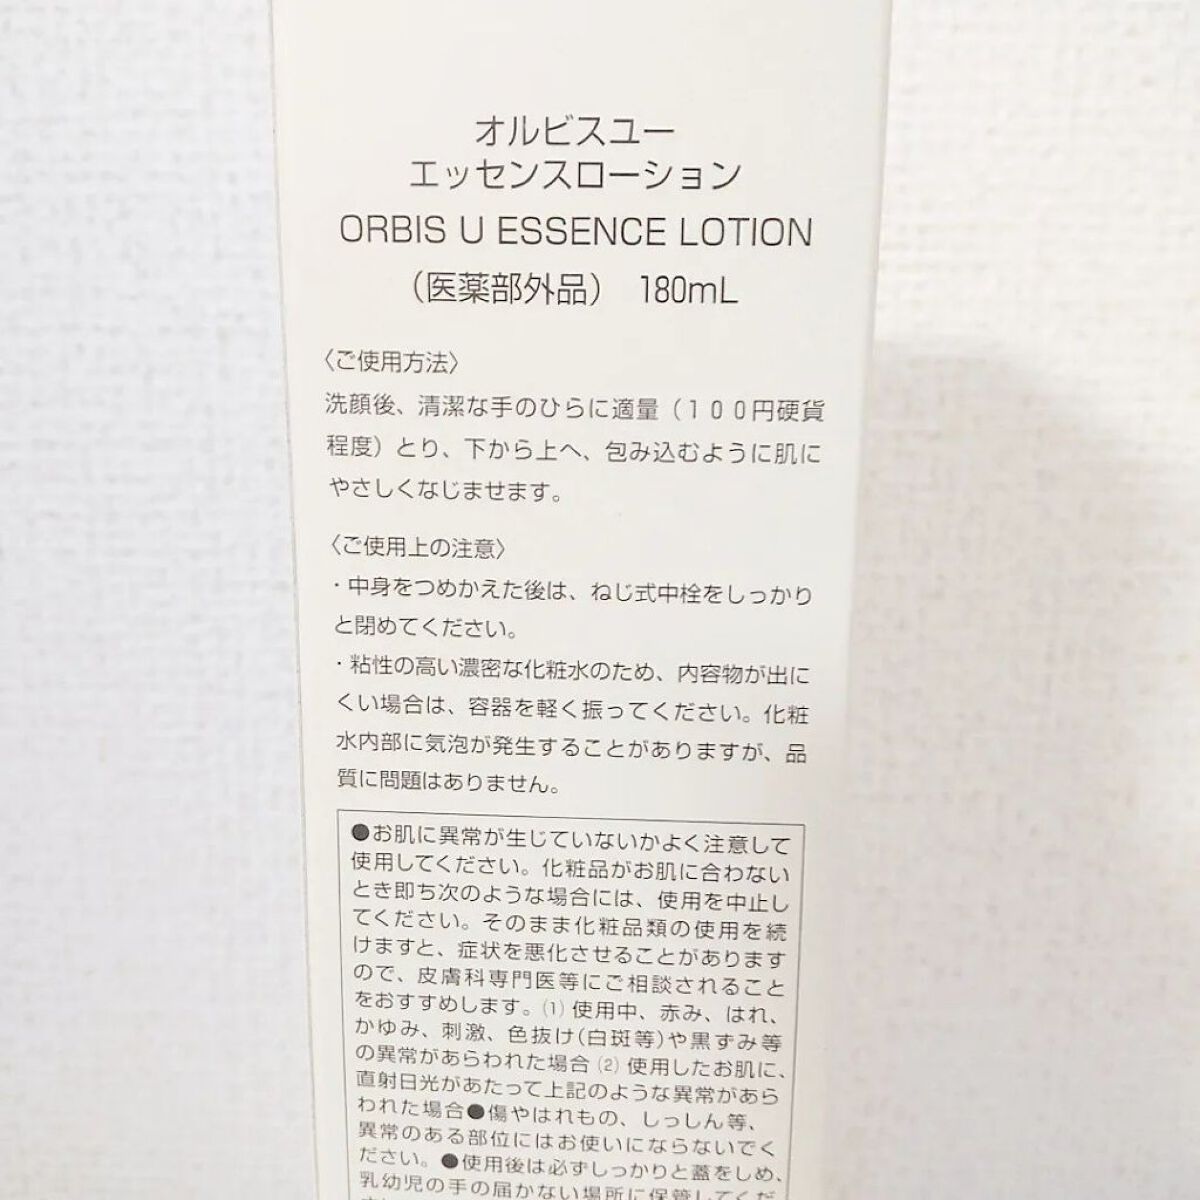 オルビスユー
エッセンスローション
ORBIS U ESSENCE LOTION
（医薬部外品） 180mL
〈ご使用方法〉
洗顔後、清潔な手のひらに適量（１００円硬貨
程度）とり、下から上へ、包み込むように肌に
やさしくなじませます。
〈ご使用上の注意〉
・中身をつめかえた後は、ねじ式中栓をしっかり
と閉めてください。
・粘性の高い濃密な化粧水のため、内容物が出に
くい場合は、容器を軽く振ってください。化粧
水内部に気泡が発生することがありますが、品
質に問題はありません。
●お肌に異常が生じていないかよく注意して
使用してください。化粧品がお肌に合わない
とき即ち次のような場合には、使用を中止し
てください。そのまま化粧品類の使用を続
けますと、症状を悪化させることがあります
ので、皮膚科専門医等にご相談されること
をおすすめします。⑴使用中、赤み、はれ、
かゆみ、刺激、色抜け(白斑等)や黒ずみ等
の異常があらわれた場合⑵使用したお肌に、
直射日光があたって上記のような異常があら
われた場合●傷やはれもの、しっしん等、
異常のある部位にはお使いにならないでく
ださい。●使用後は必ずしっかりと蓋をしめ、
乳幼児の手の届かない場所に保管してくだ